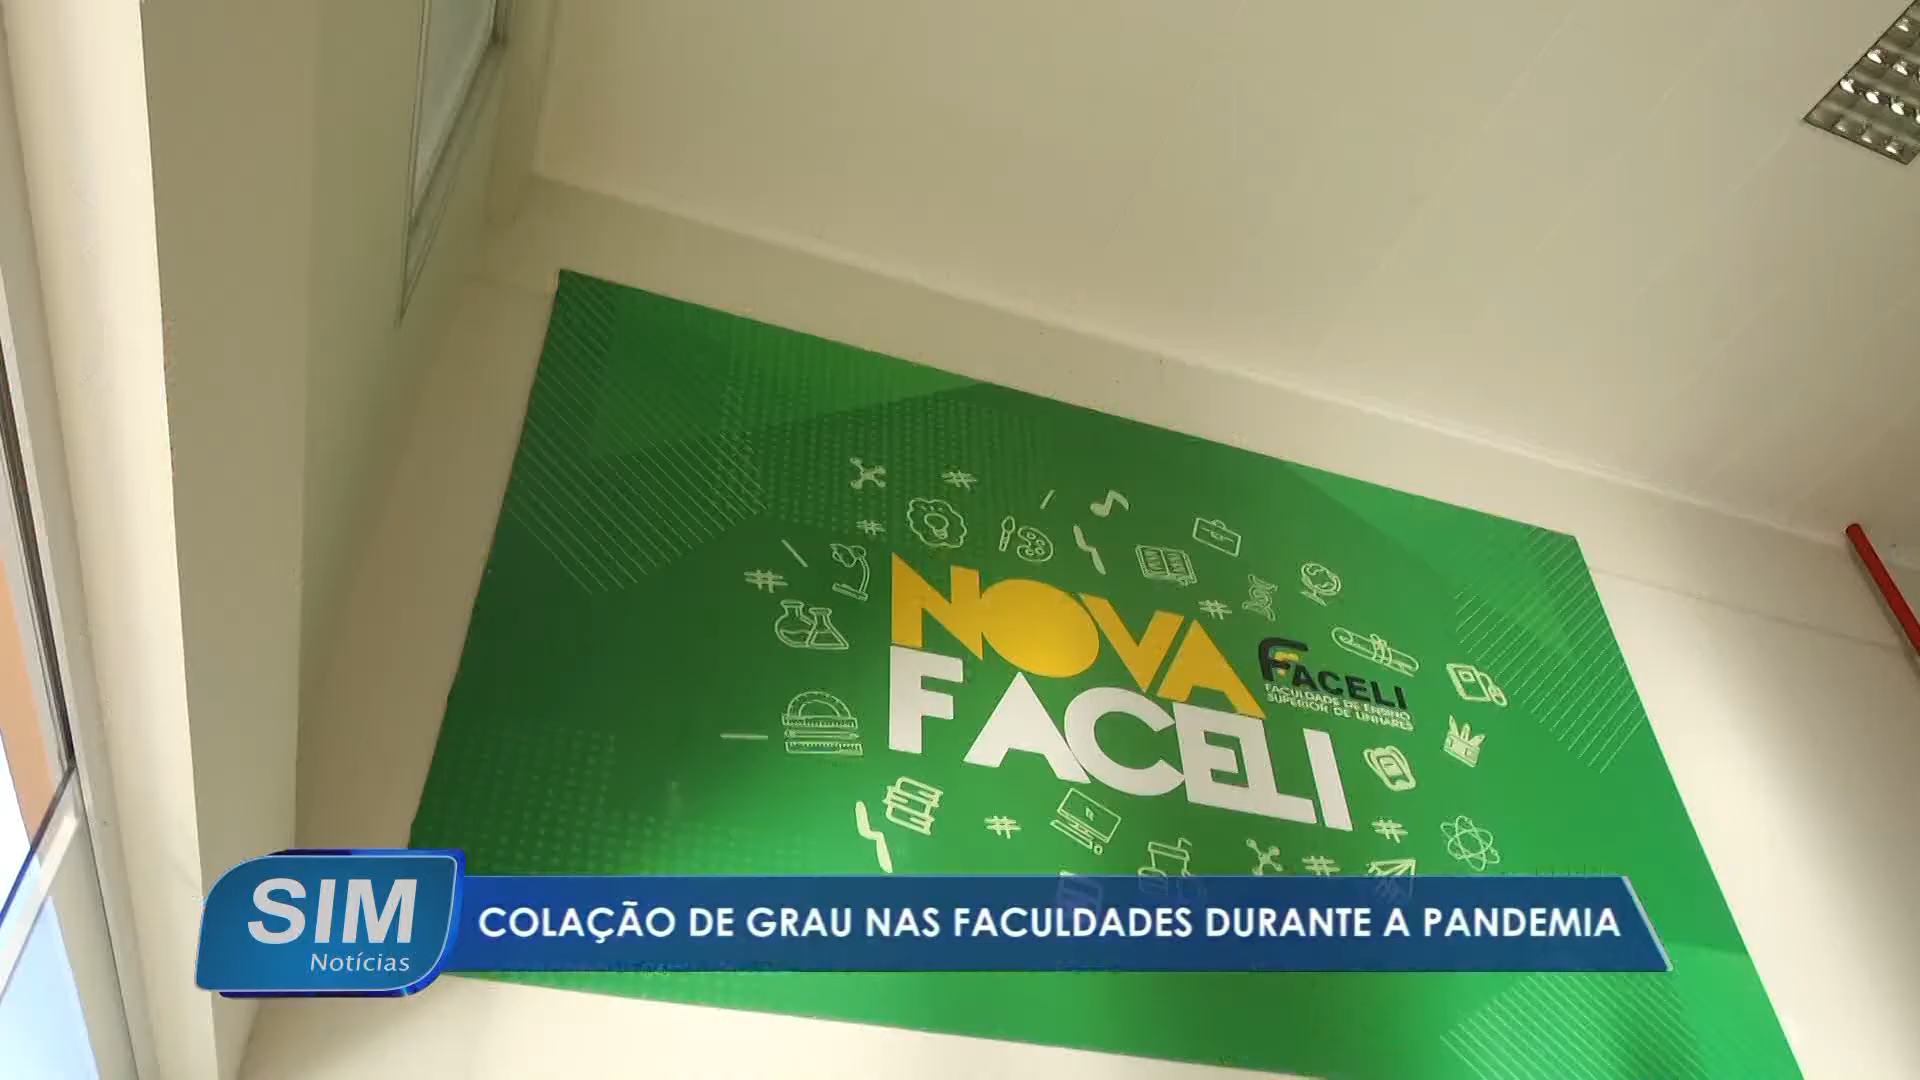 NOVA
FACELI
FACELI
FACULDADE DE ENSINO
SUPERIOR DE LINHARES
SIM
Notícias
COLAÇÃO DE GRAU NAS FACULDADES DURANTE A PANDEMIA